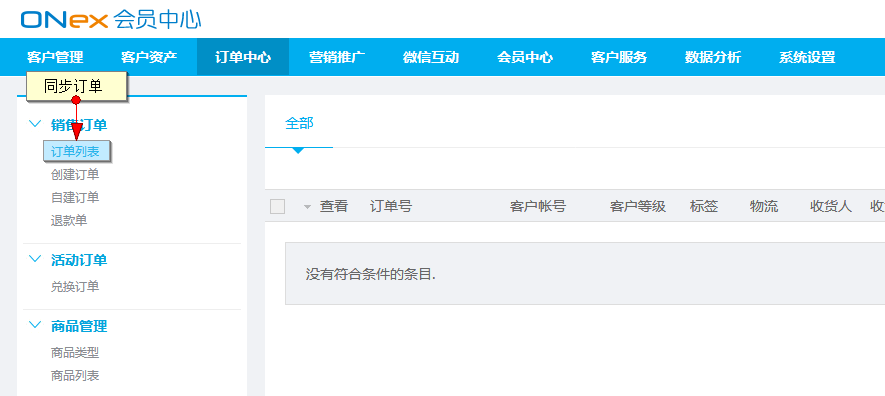 ONex 会员中心
客户管理 客户资产 订单中心 营销推广 微信互动 会员中心 客户服务 数据分析 系统设置
同步订单
销售订单
订单列表
创建订单
自建订单
退款单
活动订单
兑换订单
商品管理
商品类型
商品列表
全部
查看 订单号 客户帐号 客户等级 标签 物流 收货人 收
没有符合条件的条目.